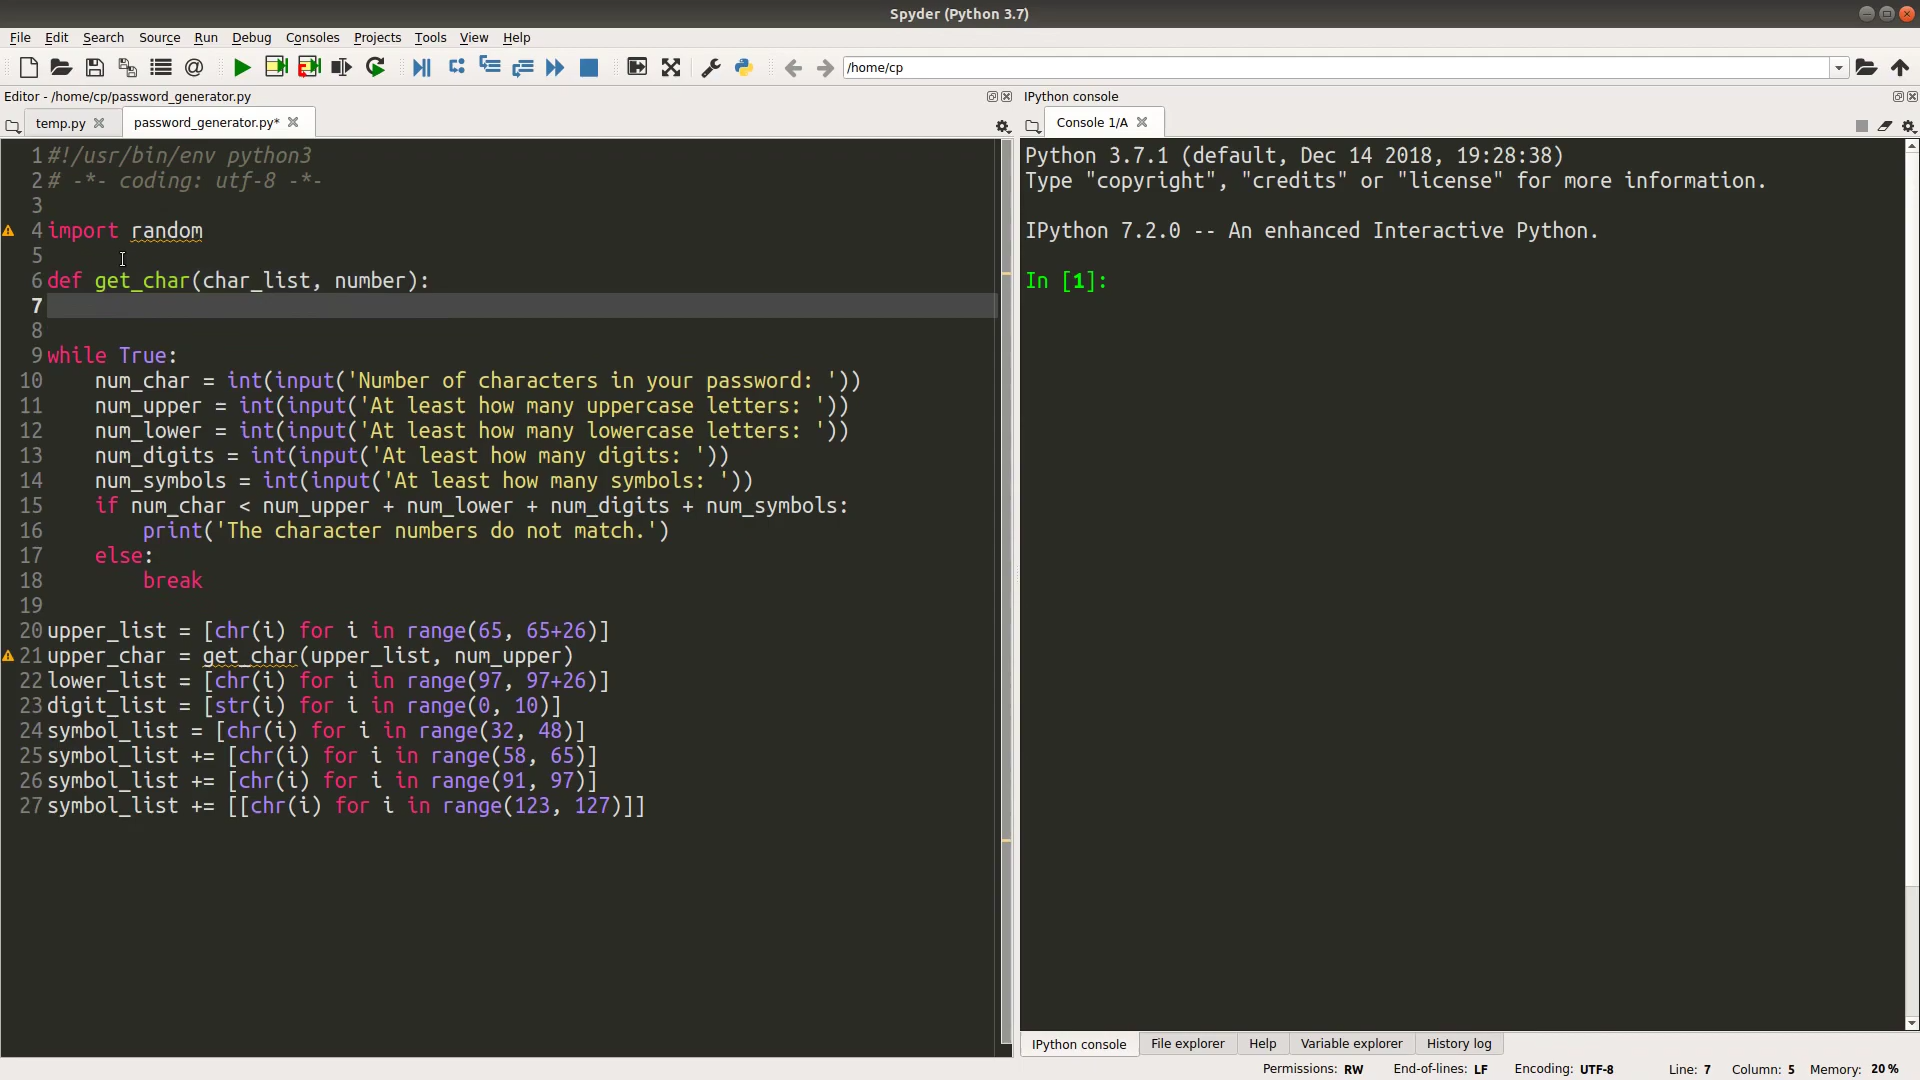 Spyder (Python 3.7)
File Edit Search Source Run Debug Consoles Projects Tools View Help
/home/cp
Editor - /home/cp/password_generator.py
temp.py password_generator.py*
1 #!/usr/bin/env python3
2 # -*- coding: utf-8 -*-
3
4 import random
5
6 def get_char(char_list, number):
7
8
9 while True:
10     num_char = int(input('Number of characters in your password: '))
11     num_upper = int(input('At least how many uppercase letters: '))
12     num_lower = int(input('At least how many lowercase letters: '))
13     num_digits = int(input('At least how many digits: '))
14     num_symbols = int(input('At least how many symbols: '))
15     if num_char < num_upper + num_lower + num_digits + num_symbols:
16         print('The character numbers do not match.')
17     else:
18         break
19
20 upper_list = [chr(i) for i in range(65, 65+26)]
21 upper_char = get_char(upper_list, num_upper)
22 lower_list = [chr(i) for i in range(97, 97+26)]
23 digit_list = [str(i) for i in range(0, 10)]
24 symbol_list = [chr(i) for i in range(32, 48)]
25 symbol_list += [chr(i) for i in range(58, 65)]
26 symbol_list += [chr(i) for i in range(91, 97)]
27 symbol_list += [[chr(i) for i in range(123, 127)]]
IPython console
Console 1/A
Python 3.7.1 (default, Dec 14 2018, 19:28:38)
Type "copyright", "credits" or "license" for more information.
IPython 7.2.0 -- An enhanced Interactive Python.
In [1]:
IPython console File explorer Help Variable explorer History log
Permissions: RW End-of-lines: LF Encoding: UTF-8 Line: 7 Column: 5 Memory: 20 %